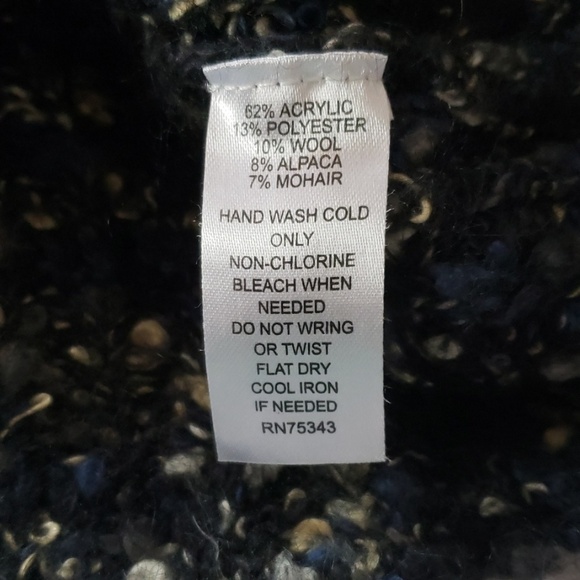 62% ACRYLIC
13% POLYESTER
10% WOOL
8% ALPACA
7% MOHAIR
HAND WASH COLD
ONLY
NON-CHLORINE
BLEACH WHEN
NEEDED
DO NOT WRING
OR TWIST
FLAT DRY
COOL IRON
IF NEEDED
RN75343